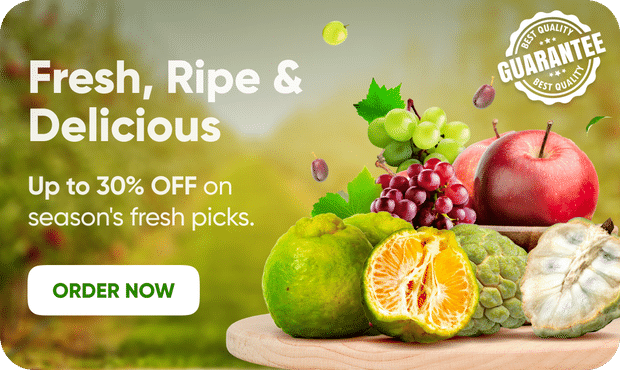 Fresh, Ripe &
Delicious
Up to 30% OFF on
season's fresh picks.
ORDER NOW
BEST QUALITY
GUARANTEE
BEST QUALITY